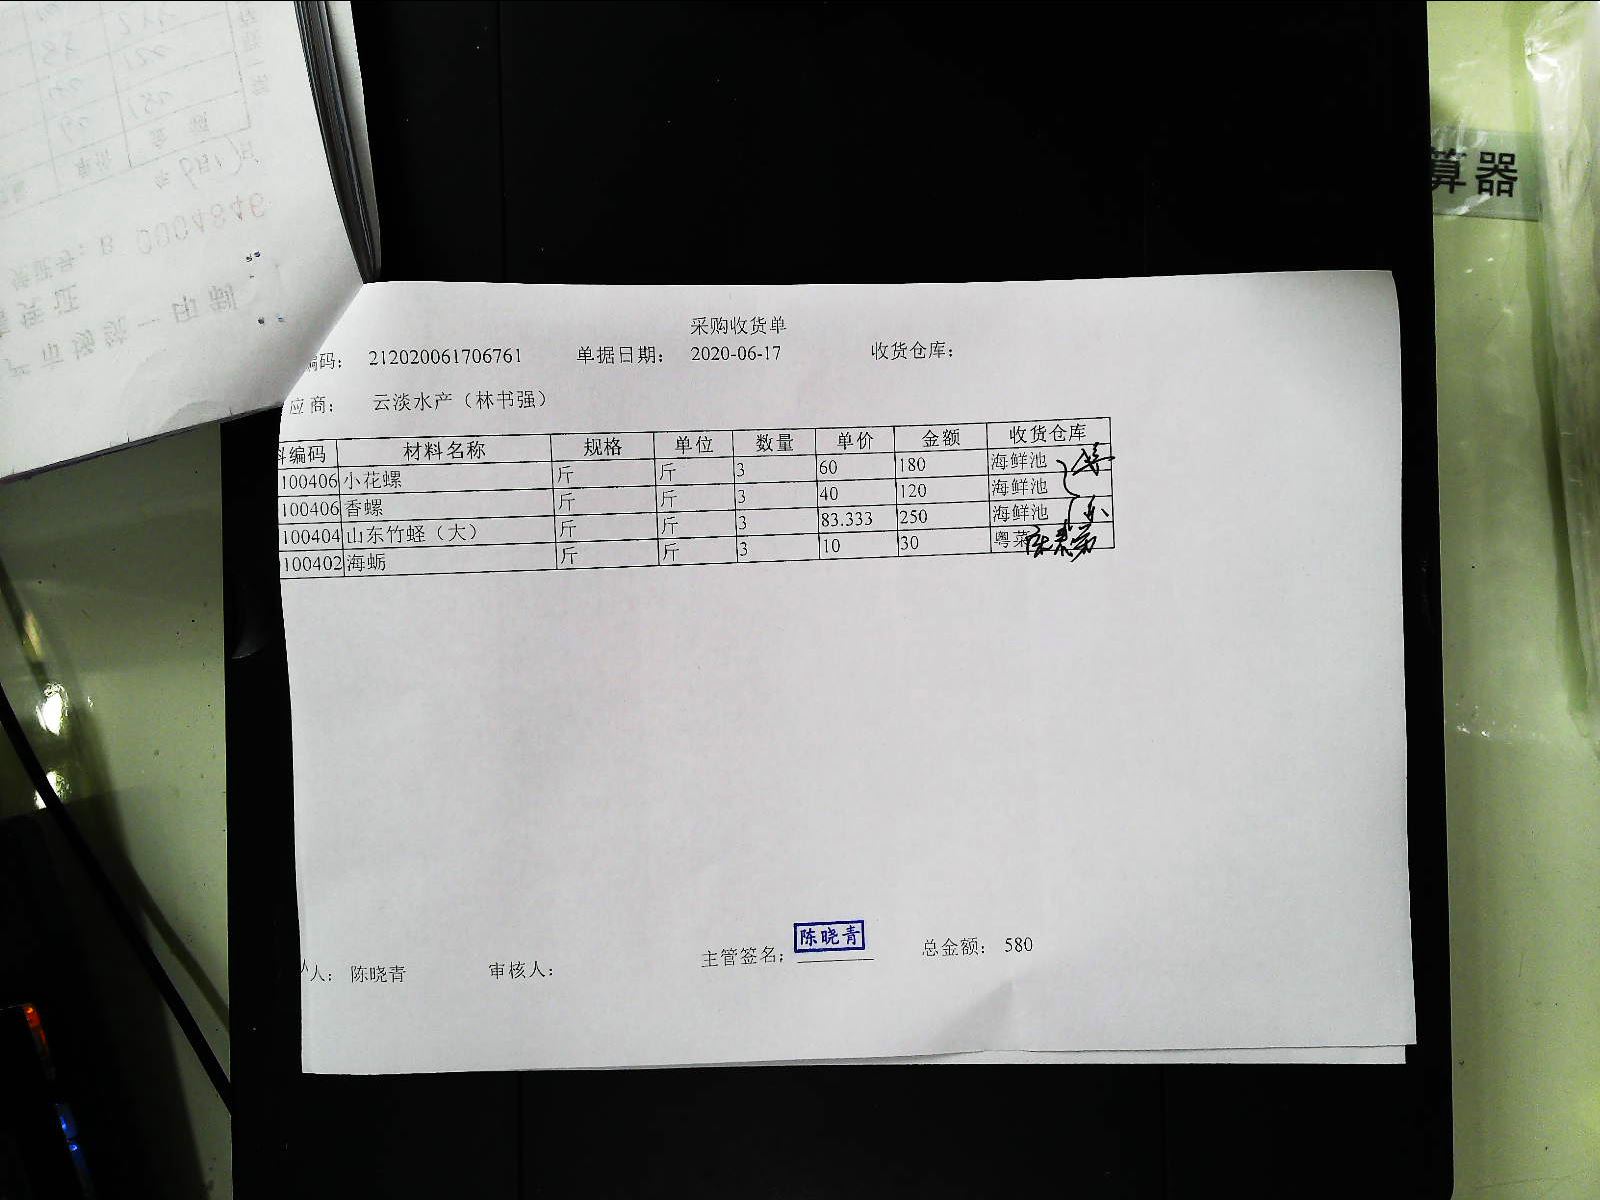 采购收货单
编码： 212020061706761 单据日期： 2020-06-17 收货仓库：
应商： 云淡水产（林书强）
编码 材料名称 规格 单位 数量 单价 金额 收货仓库
100406 小花螺 斤 斤 3 60 180 海鲜池
100406 香螺 斤 斤 3 40 120 海鲜池
100404 山东竹蛏（大） 斤 斤 3 83.333 250 海鲜池
100402 海蛎 斤 斤 3 10 30 粤菜
人： 陈晓青 审核人： 主管签名： 陈晓青 总金额： 580
算器